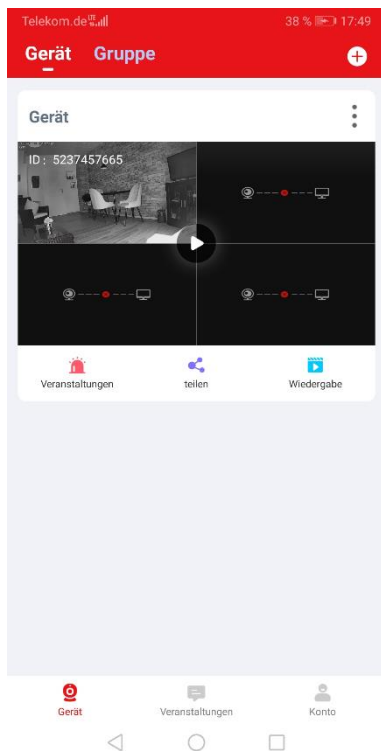 Telekom.de 38 % 17:49
Gerät Gruppe
Gerät
ID : 5237457665
Veranstaltungen teilen Wiedergabe
Gerät Veranstaltungen Konto